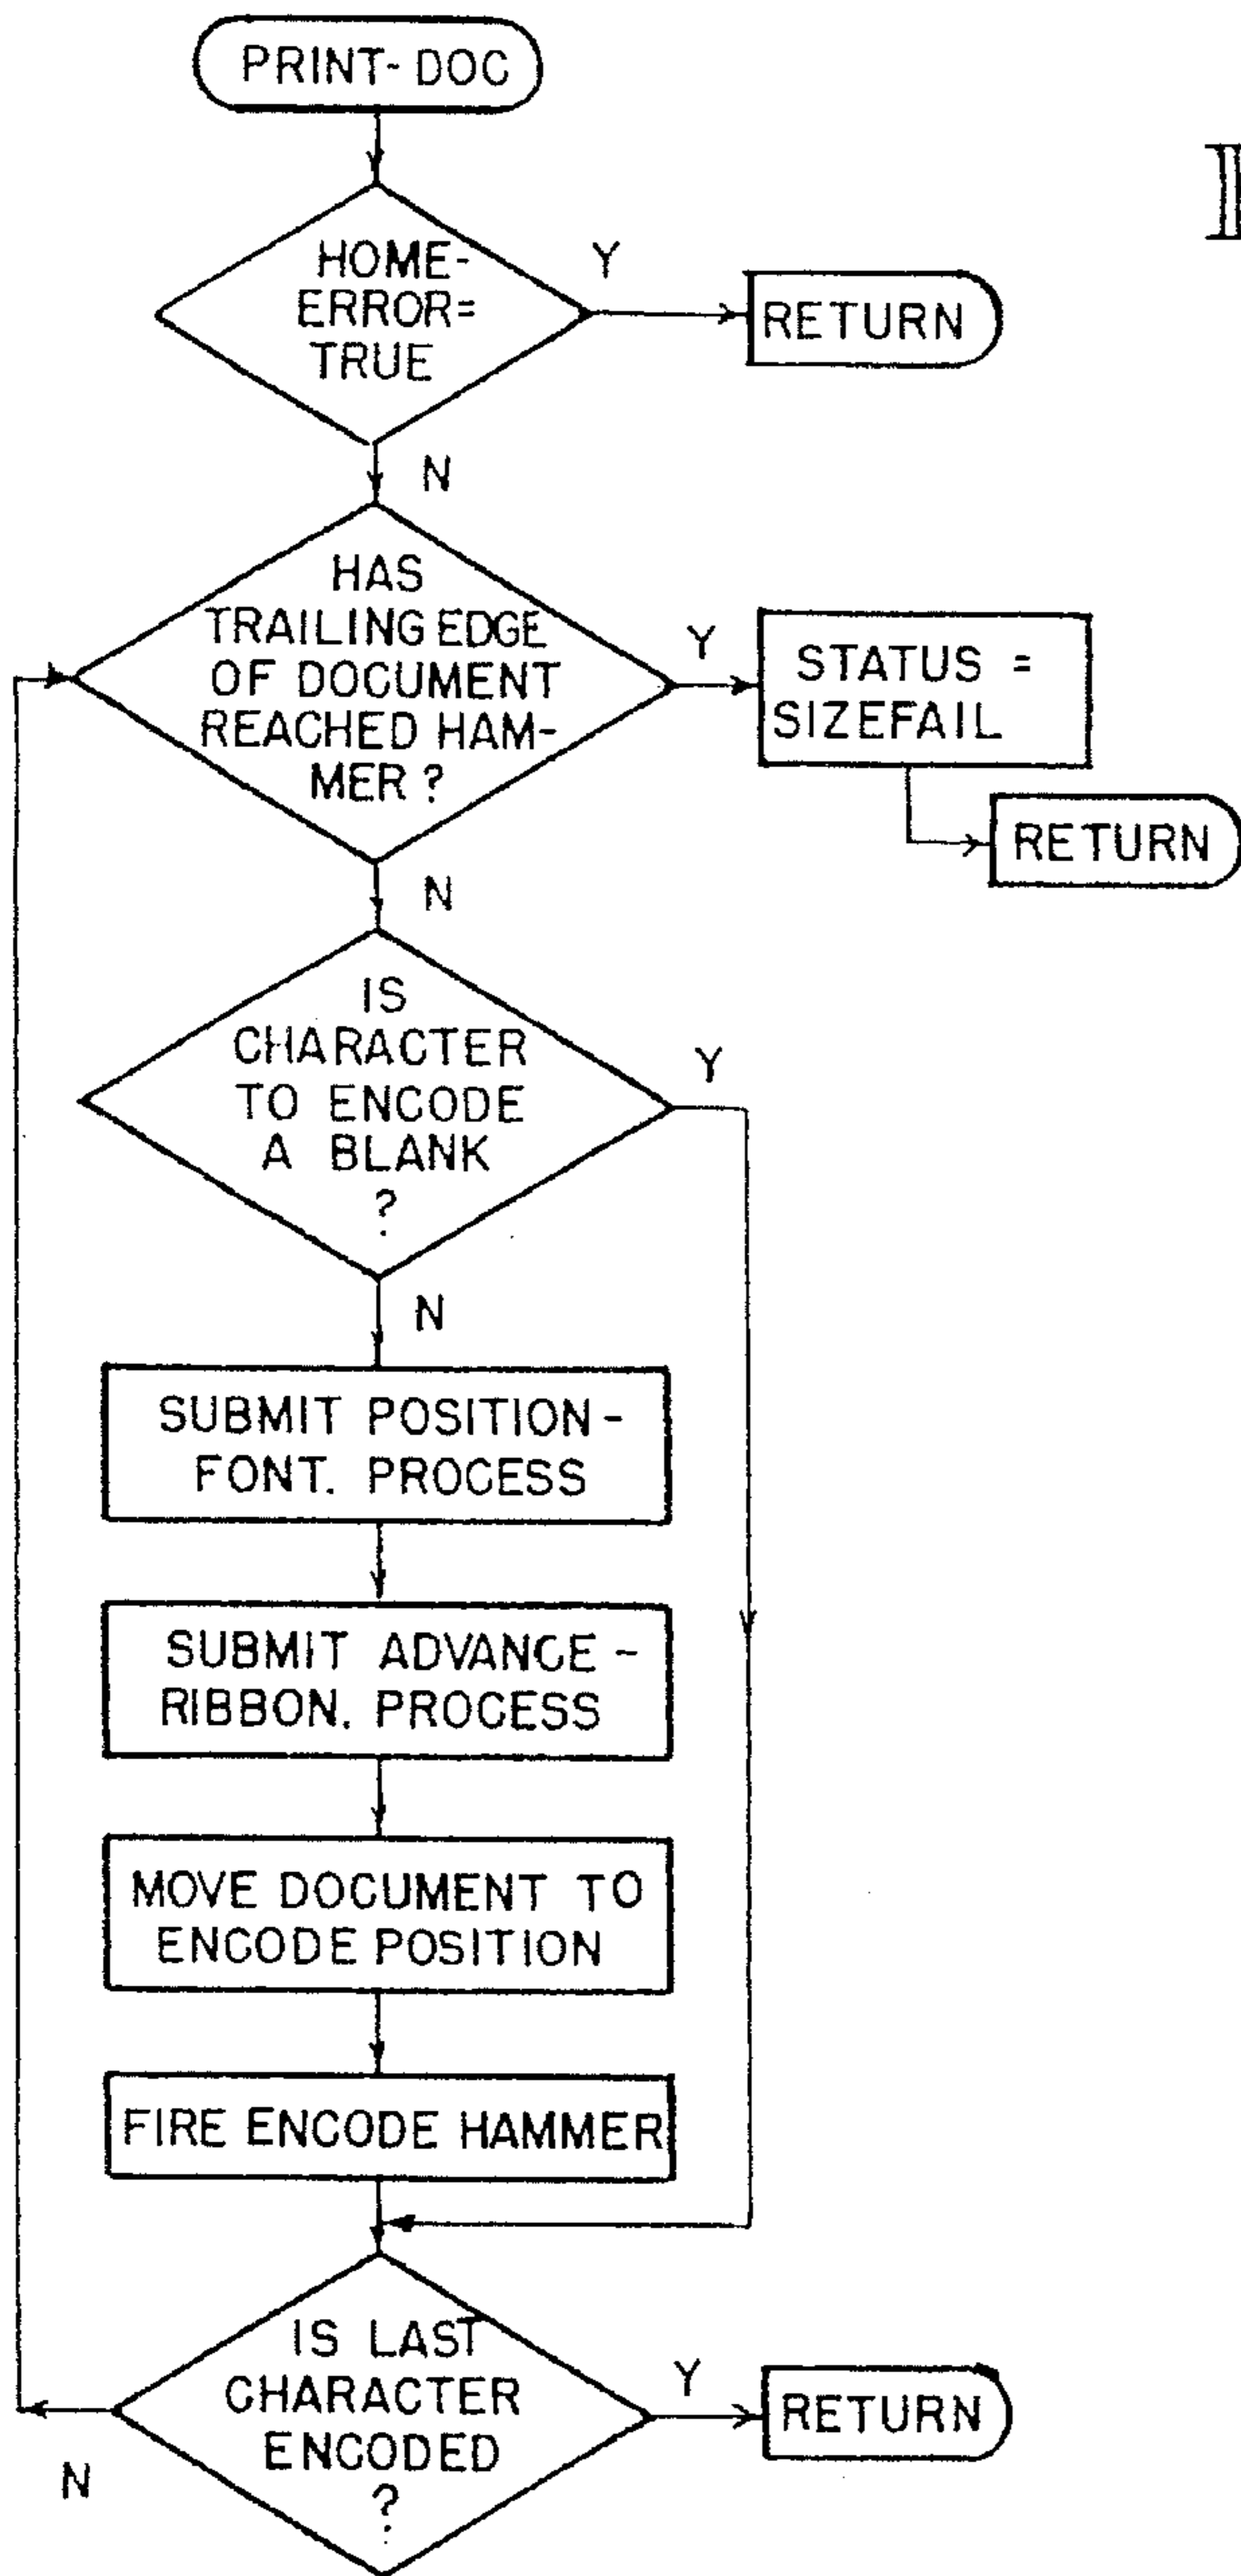 PRINT-DOC
HOME-
ERROR=
TRUE
Y
RETURN
N
HAS
TRAILING EDGE
OF DOCUMENT
REACHED HAM-
MER ?
Y
STATUS =
SIZEFAIL
RETURN
N
IS
CHARACTER
TO ENCODE
A BLANK
?
Y
N
SUBMIT POSITION-
FONT. PROCESS
SUBMIT ADVANCE-
RIBBON. PROCESS
MOVE DOCUMENT TO
ENCODE POSITION
FIRE ENCODE HAMMER
IS LAST
CHARACTER
ENCODED
?
Y
RETURN
N